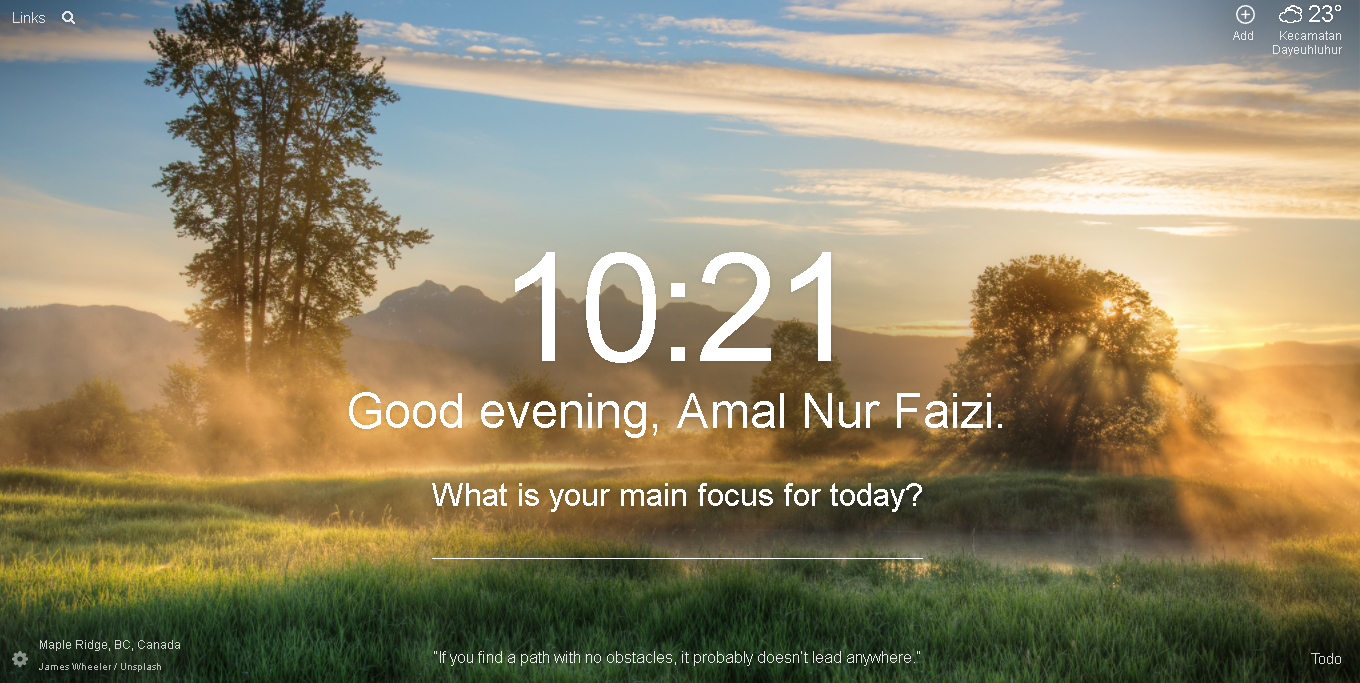 Links
23°
Add
Kecamatan
Dayeuhluhur
10:21
Good evening, Amal Nur Faizi.
What is your main focus for today?
Maple Ridge, BC, Canada
James Wheeler / Unsplash
"If you find a path with no obstacles, it probably doesn't lead anywhere."
Todo